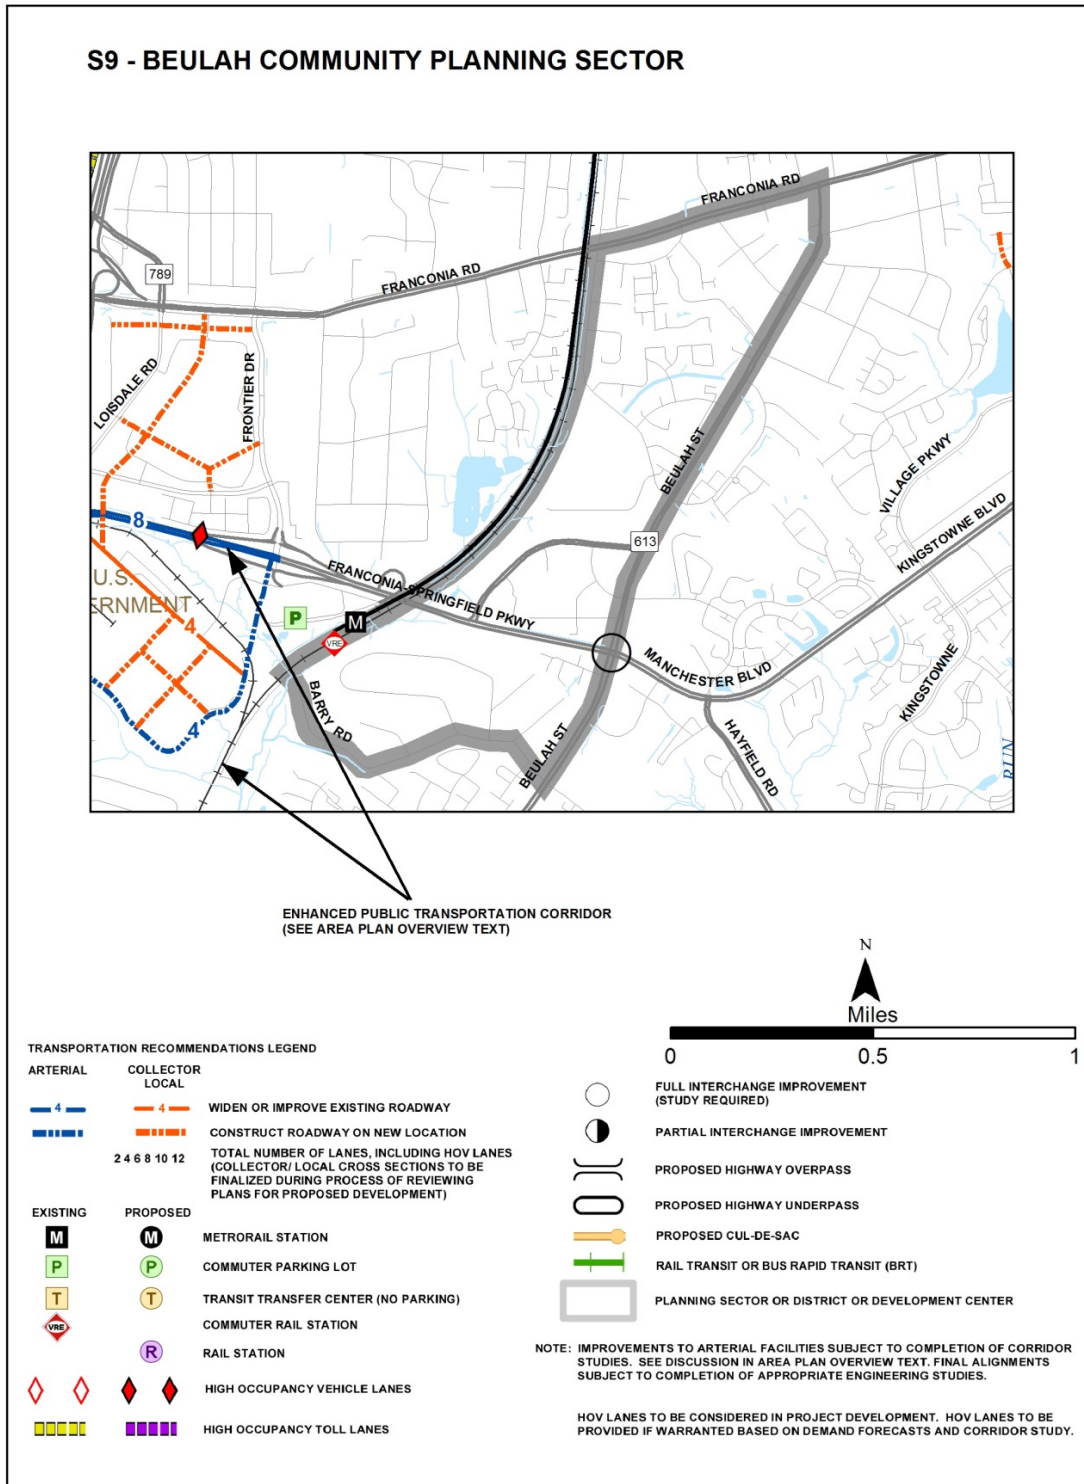 S9 - BEULAH COMMUNITY PLANNING SECTOR
FRANCONIA RD
789
FRANCONIA RD
LOISDALE RD
FRONTIER DR
BEULAH ST
VILLAGE PKWY
KINGSTOWNE BLVD
8
613
U.S.
ERNMENT
FRANCONIA-SPRINGFIELD PKWY
P
M
VRE
4
MANCHESTER BLVD
KINGSTOWNE
BARRY RD
4
BEULAH ST
HAYFIELD RD
RUN
ENHANCED PUBLIC TRANSPORTATION CORRIDOR
(SEE AREA PLAN OVERVIEW TEXT)
N
Miles
0 0.5 1
TRANSPORTATION RECOMMENDATIONS LEGEND
ARTERIAL COLLECTOR
LOCAL
4 4 WIDEN OR IMPROVE EXISTING ROADWAY
CONSTRUCT ROADWAY ON NEW LOCATION
2 4 6 8 10 12 TOTAL NUMBER OF LANES, INCLUDING HOV LANES
(COLLECTOR/ LOCAL CROSS SECTIONS TO BE
FINALIZED DURING PROCESS OF REVIEWING
PLANS FOR PROPOSED DEVELOPMENT)
EXISTING PROPOSED
M M METRORAIL STATION
P P COMMUTER PARKING LOT
T T TRANSIT TRANSFER CENTER (NO PARKING)
VRE COMMUTER RAIL STATION
R RAIL STATION
HIGH OCCUPANCY VEHICLE LANES
HIGH OCCUPANCY TOLL LANES
FULL INTERCHANGE IMPROVEMENT
(STUDY REQUIRED)
PARTIAL INTERCHANGE IMPROVEMENT
PROPOSED HIGHWAY OVERPASS
PROPOSED HIGHWAY UNDERPASS
PROPOSED CUL-DE-SAC
RAIL TRANSIT OR BUS RAPID TRANSIT (BRT)
PLANNING SECTOR OR DISTRICT OR DEVELOPMENT CENTER
NOTE: IMPROVEMENTS TO ARTERIAL FACILITIES SUBJECT TO COMPLETION OF CORRIDOR
STUDIES. SEE DISCUSSION IN AREA PLAN OVERVIEW TEXT. FINAL ALIGNMENTS
SUBJECT TO COMPLETION OF APPROPRIATE ENGINEERING STUDIES.
HOV LANES TO BE CONSIDERED IN PROJECT DEVELOPMENT. HOV LANES TO BE
PROVIDED IF WARRANTED BASED ON DEMAND FORECASTS AND CORRIDOR STUDY.